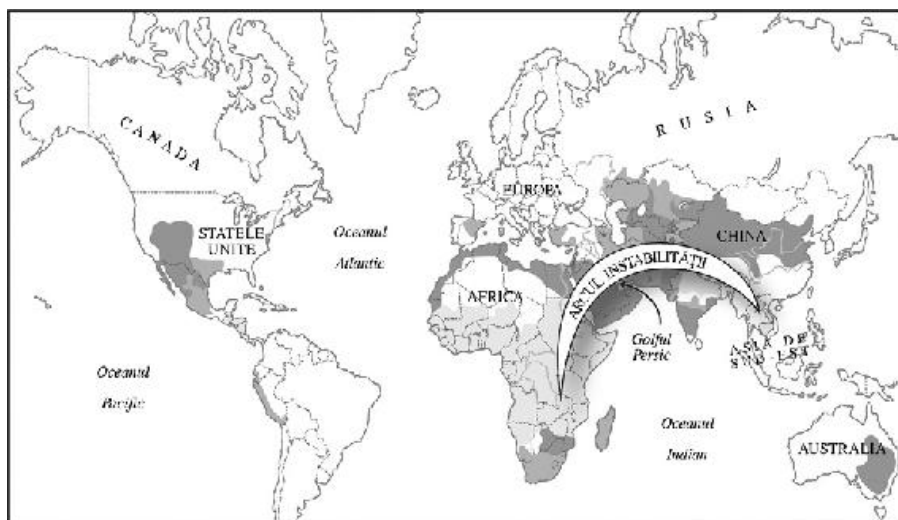 CANADA
RUSIA
EUROPA
STATELE
UNITE
Oceanul
Atlantic
CHINA
ARCUL INSTABILITĂȚII
AFRICA
Golful
Persic
ASIA DE
SUD-EST
Oceanul
Pacific
Oceanul
Indian
AUSTRALIA